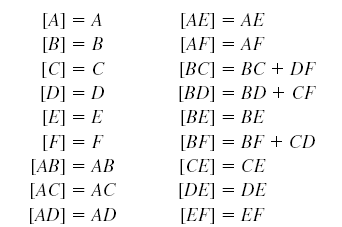 [A] = A
[B] = B
[C] = C
[D] = D
[E] = E
[F] = F
[AB] = AB
[AC] = AC
[AD] = AD
[AE] = AE
[AF] = AF
[BC] = BC + DF
[BD] = BD + CF
[BE] = BE
[BF] = BF + CD
[CE] = CE
[DE] = DE
[EF] = EF